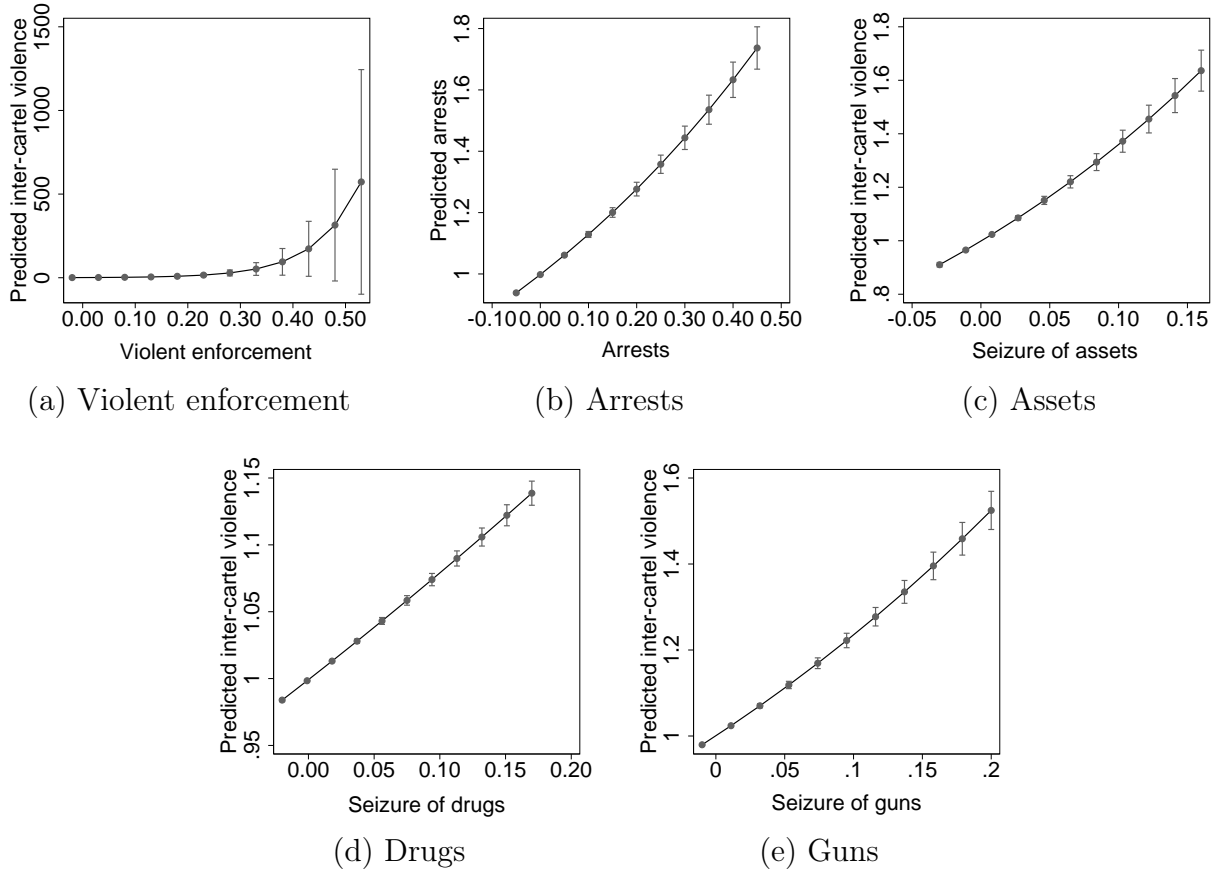 Predicted inter-cartel violence
0 500 1000 1500
0.00 0.10 0.20 0.30 0.40 0.50
Violent enforcement
(a) Violent enforcement
Predicted arrests
1 1.2 1.4 1.6 1.8
-0.10 0.00 0.10 0.20 0.30 0.40 0.50
Arrests
(b) Arrests
Predicted inter-cartel violence
.8 1 1.2 1.4 1.6 1.8
-0.05 0.00 0.05 0.10 0.15
Seizure of assets
(c) Assets
Predicted inter-cartel violence
.95 1 1.05 1.1 1.15
0.00 0.05 0.10 0.15 0.20
Seizure of drugs
(d) Drugs
Predicted inter-cartel violence
1 1.2 1.4 1.6
0 .05 .1 .15 .2
Seizure of guns
(e) Guns